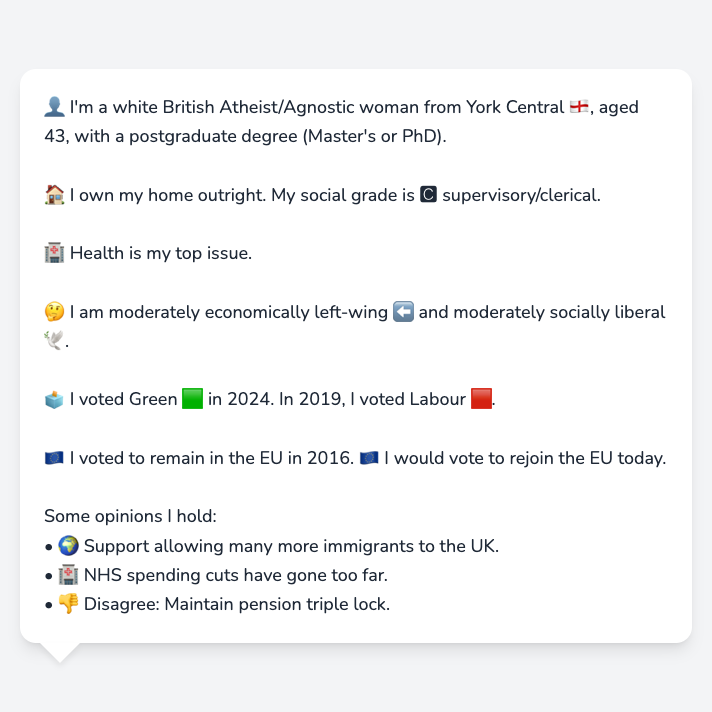 👤 I'm a white British Atheist/Agnostic woman from York Central 🏴󠁧󠁢󠁥󠁮󠁧󠁿, aged
43, with a postgraduate degree (Master's or PhD).
🏠 I own my home outright. My social grade is 🅲 supervisory/clerical.
🏥 Health is my top issue.
🤔 I am moderately economically left-wing ⬅️ and moderately socially liberal
🕊️.
🗳️ I voted Green 🟩 in 2024. In 2019, I voted Labour 🟥.
🇪🇺 I voted to remain in the EU in 2016. 🇪🇺 I would vote to rejoin the EU today.
Some opinions I hold:
• 🌍 Support allowing many more immigrants to the UK.
• 🏥 NHS spending cuts have gone too far.
• 👎 Disagree: Maintain pension triple lock.